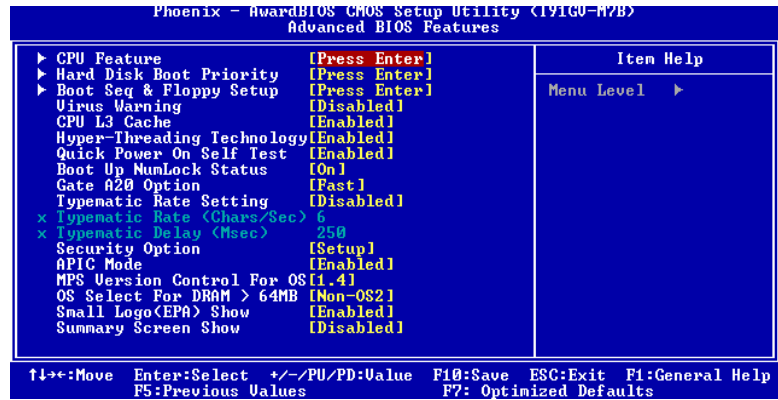 Phoenix - AwardBIOS CMOS Setup Utility (I91GV-M7B)
Advanced BIOS Features
CPU Feature [Press Enter]
Hard Disk Boot Priority [Press Enter]
Boot Seq & Floppy Setup [Press Enter]
Virus Warning [Disabled]
CPU L3 Cache [Enabled]
Hyper-Threading Technology[Enabled]
Quick Power On Self Test [Enabled]
Boot Up NumLock Status [On]
Gate A20 Option [Fast]
Typematic Rate Setting [Disabled]
x Typematic Rate (Chars/Sec) 6
x Typematic Delay (Msec) 250
Security Option [Setup]
APIC Mode [Enabled]
MPS Version Control For OS[1.4]
OS Select For DRAM > 64MB [Non-OS2]
Small Logo(EPA) Show [Enabled]
Summary Screen Show [Disabled]
Item Help
Menu Level ▶
↑↓→←:Move Enter:Select +/-/PU/PD:Value F10:Save ESC:Exit F1:General Help
F5:Previous Values F7: Optimized Defaults